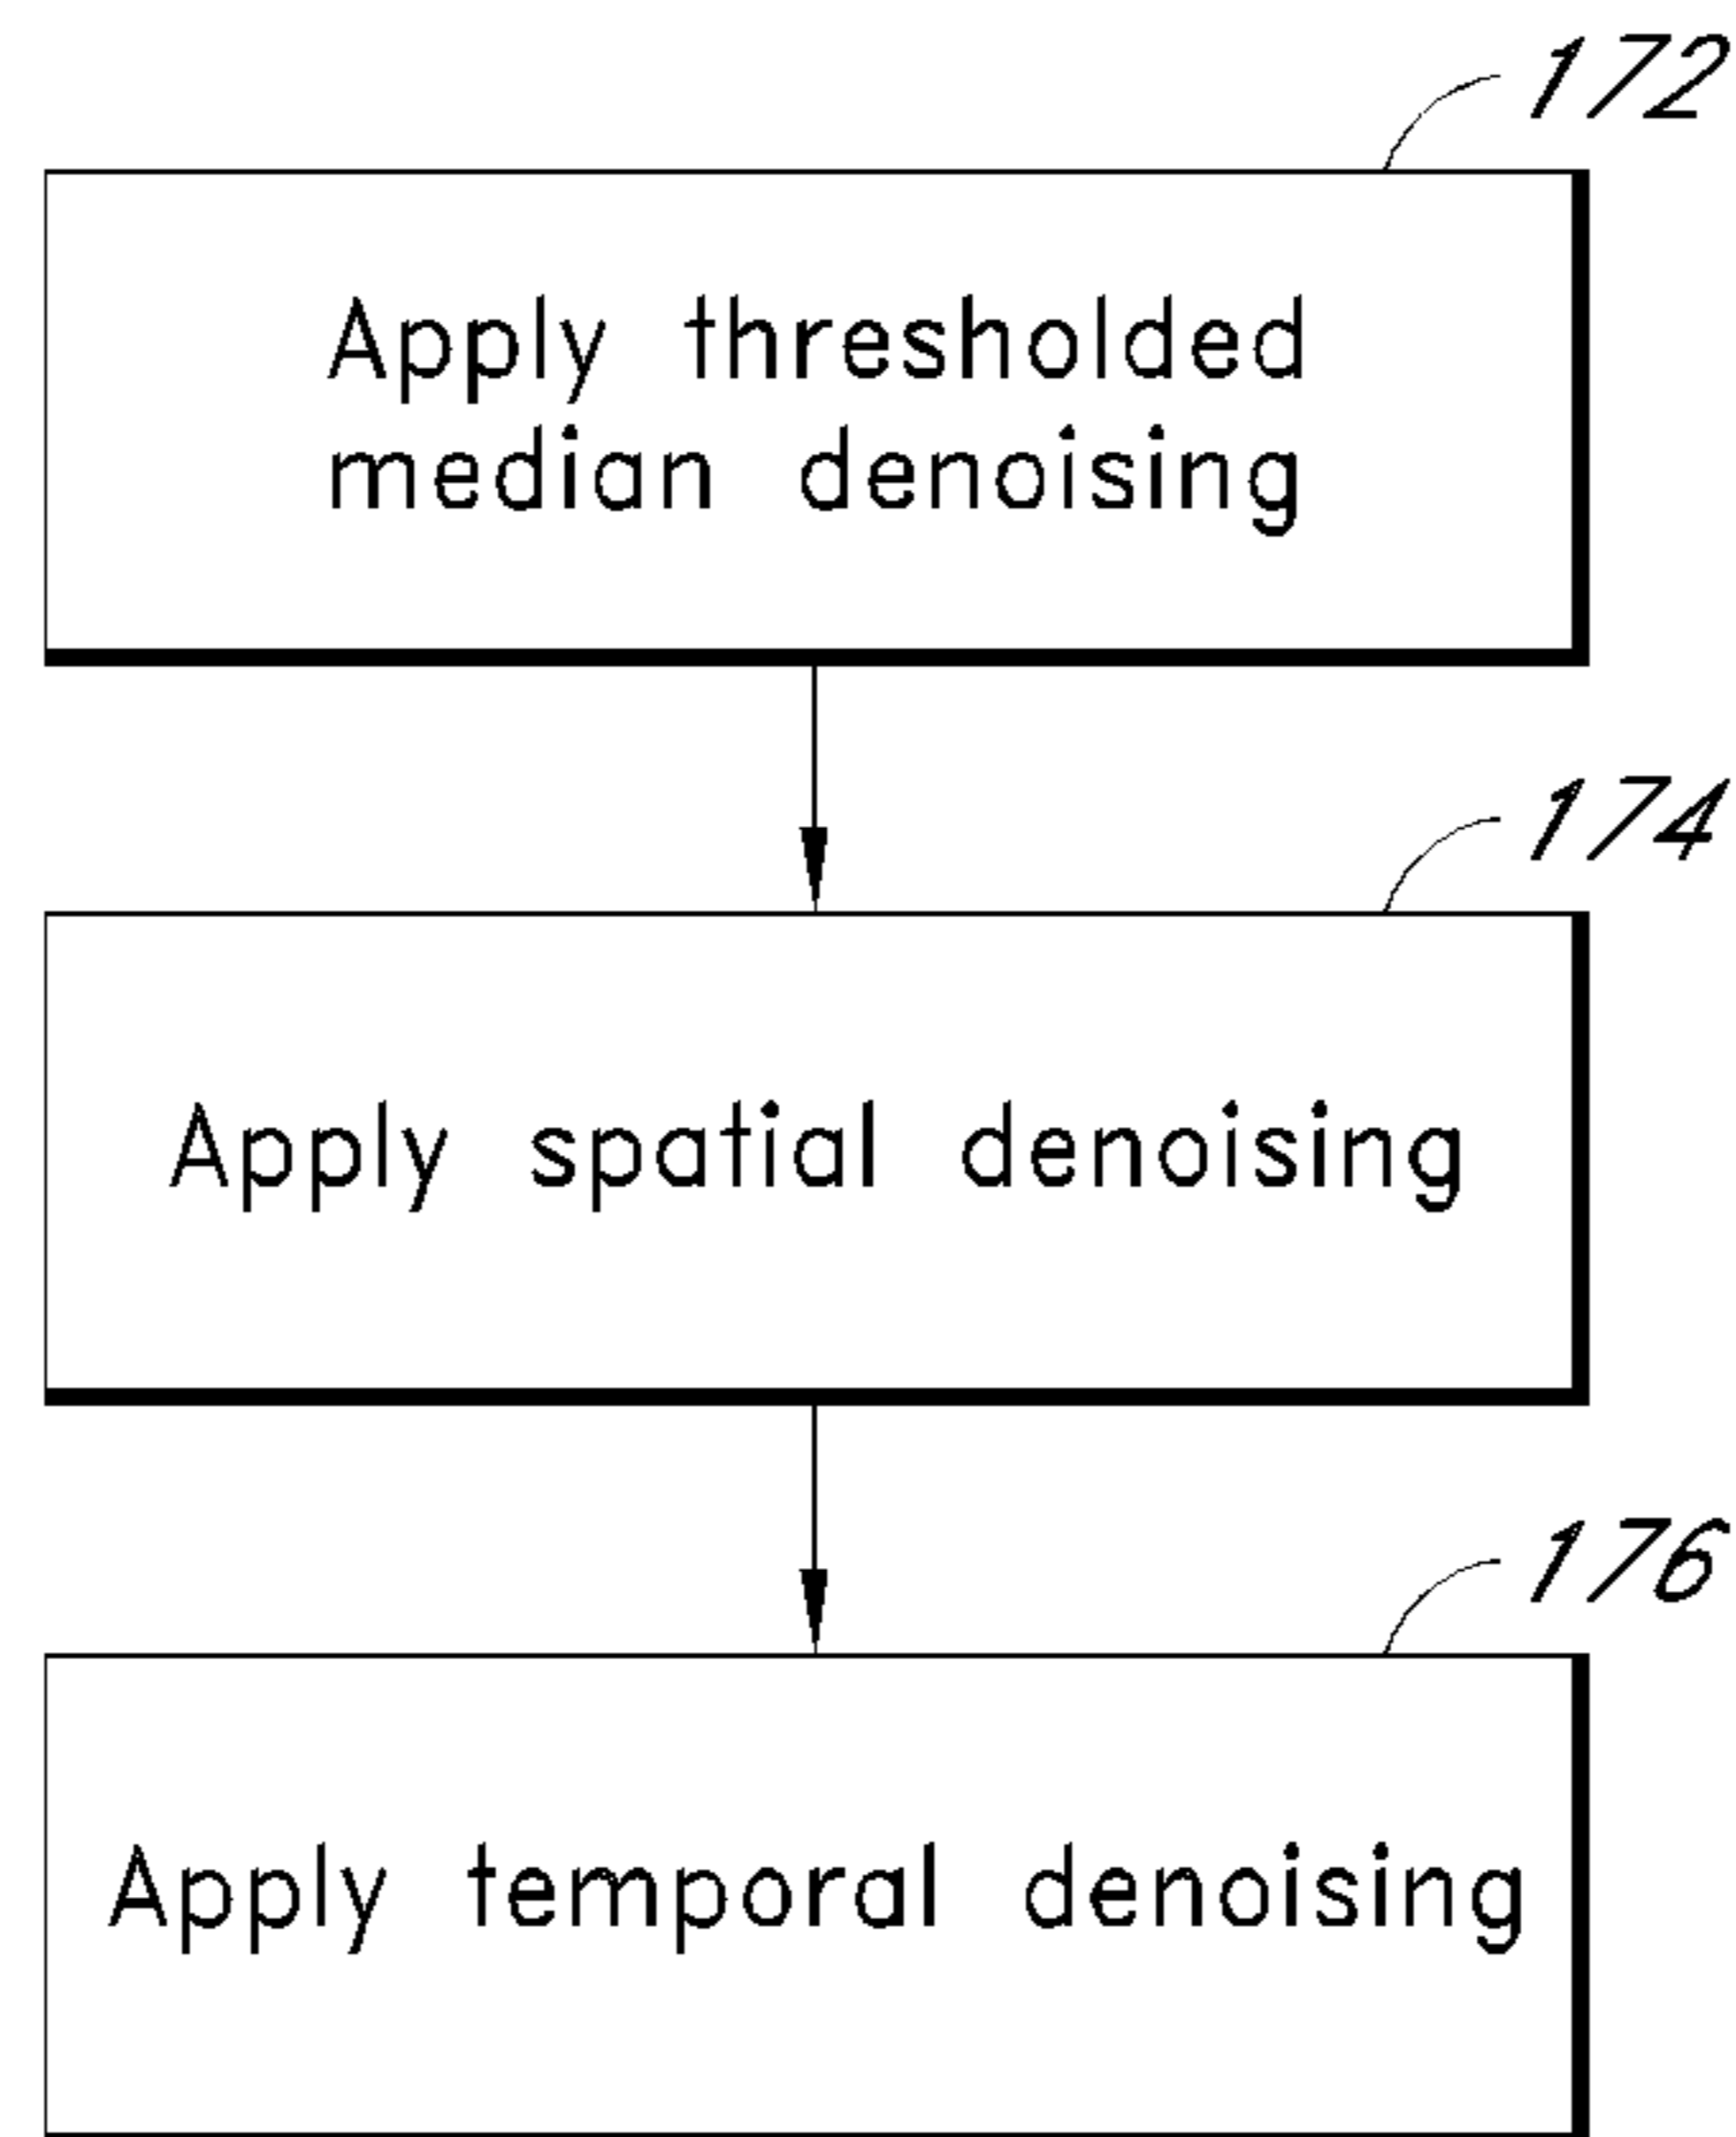 172
Apply thresholded
median denoising
174
Apply spatial denoising
176
Apply temporal denoising